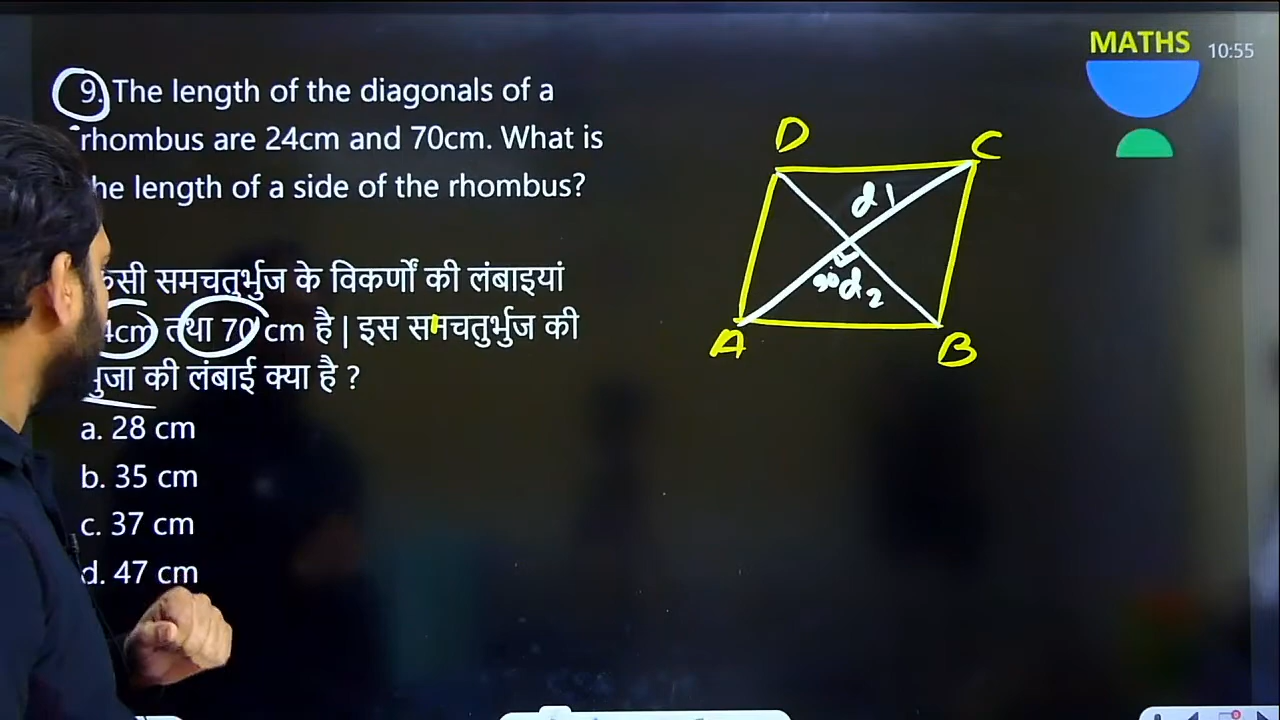 MATHS 10:55
9. The length of the diagonals of a
rhombus are 24cm and 70cm. What is
he length of a side of the rhombus?
सी समचतुर्भुज के विकर्णों की लंबाइयां
4cm तथा 70 cm है | इस समचतुर्भुज की
भुजा की लंबाई क्या है ?
a. 28 cm
b. 35 cm
c. 37 cm
d. 47 cm
D C
d1
90° d2
A B